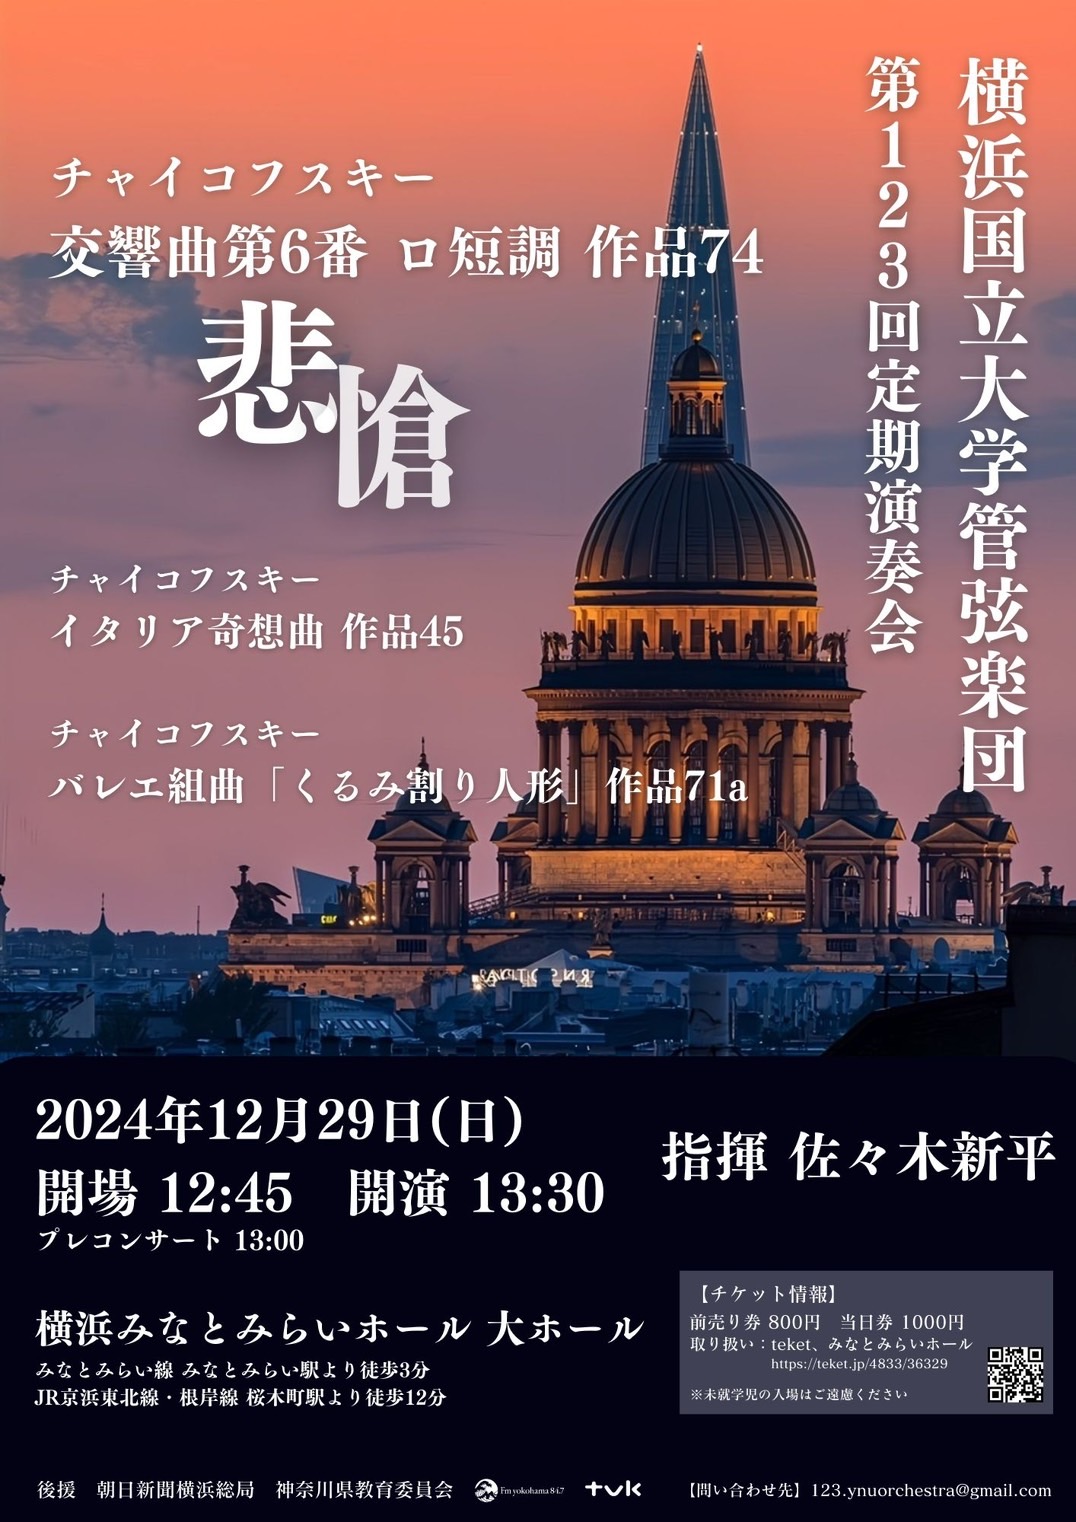 横浜国立大学管弦楽団
第123回定期演奏会
チャイコフスキー
交響曲第6番 ロ短調 作品74
悲愴
チャイコフスキー
イタリア奇想曲 作品45
チャイコフスキー
バレエ組曲「くるみ割り人形」作品71a
2024年12月29日(日)
開場 12:45　開演 13:30
プレコンサート 13:00
指揮 佐々木新平
横浜みなとみらいホール 大ホール
みなとみらい線 みなとみらい駅より徒歩3分
JR京浜東北線・根岸線 桜木町駅より徒歩12分
【チケット情報】
前売り券 800円　当日券 1000円
取り扱い：teket、みなとみらいホール
https://teket.jp/4833/36329
※未就学児の入場はご遠慮ください
後援　朝日新聞横浜総局　神奈川県教育委員会　Fm yokohama 84.7　tvk
【問い合わせ先】123.ynuorchestra@gmail.com